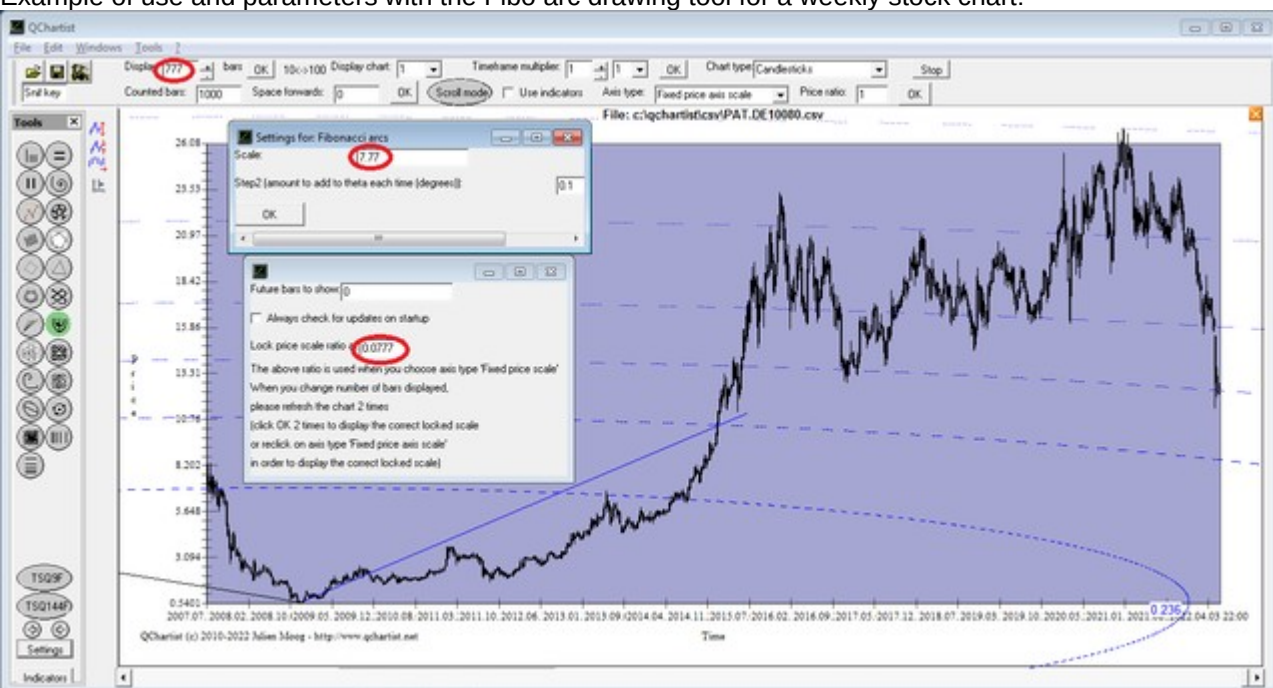 Example of use and parameters with the Fibo arc drawing tool for a weekly stock chart.
QChartist
File Edit Windows Tools ?
Display 777 bars OK 10<->100 Display chart: 1 Timeframe multiplier: 1 1 OK Chart type: Candlesticks Stop
Snif key Counted bars: 1000 Space forwards: 0 OK Scroll mode Use indicators Axis type: Fixed price axis scale Price ratio: 1 OK
File: c:\qchartist\csv\PAT.DE10080.csv
Tools
Settings for: Fibonacci arcs
Scale: 7.77
Step2 (amount to add to theta each time (degrees)): 0.1
OK
Future bars to show: 0
Always check for updates on startup
Lock price scale ratio 0.0777
The above ratio is used when you choose axis type 'Fixed price scale'
When you change number of bars displayed,
please refresh the chart 2 times
(click OK 2 times to display the correct locked scale
or reclick on axis type 'Fixed price axis scale'
in order to display the correct locked scale)
26.08
23.53
20.97
18.42
15.86
13.31
10.76
8.202
5.648
3.094
0.5401
Price
0.236
Time
QChartist (c) 2010-2022 Julien Moog - http://www.qchartist.net
TSQ9F
TSQ144F
Settings
Indicators